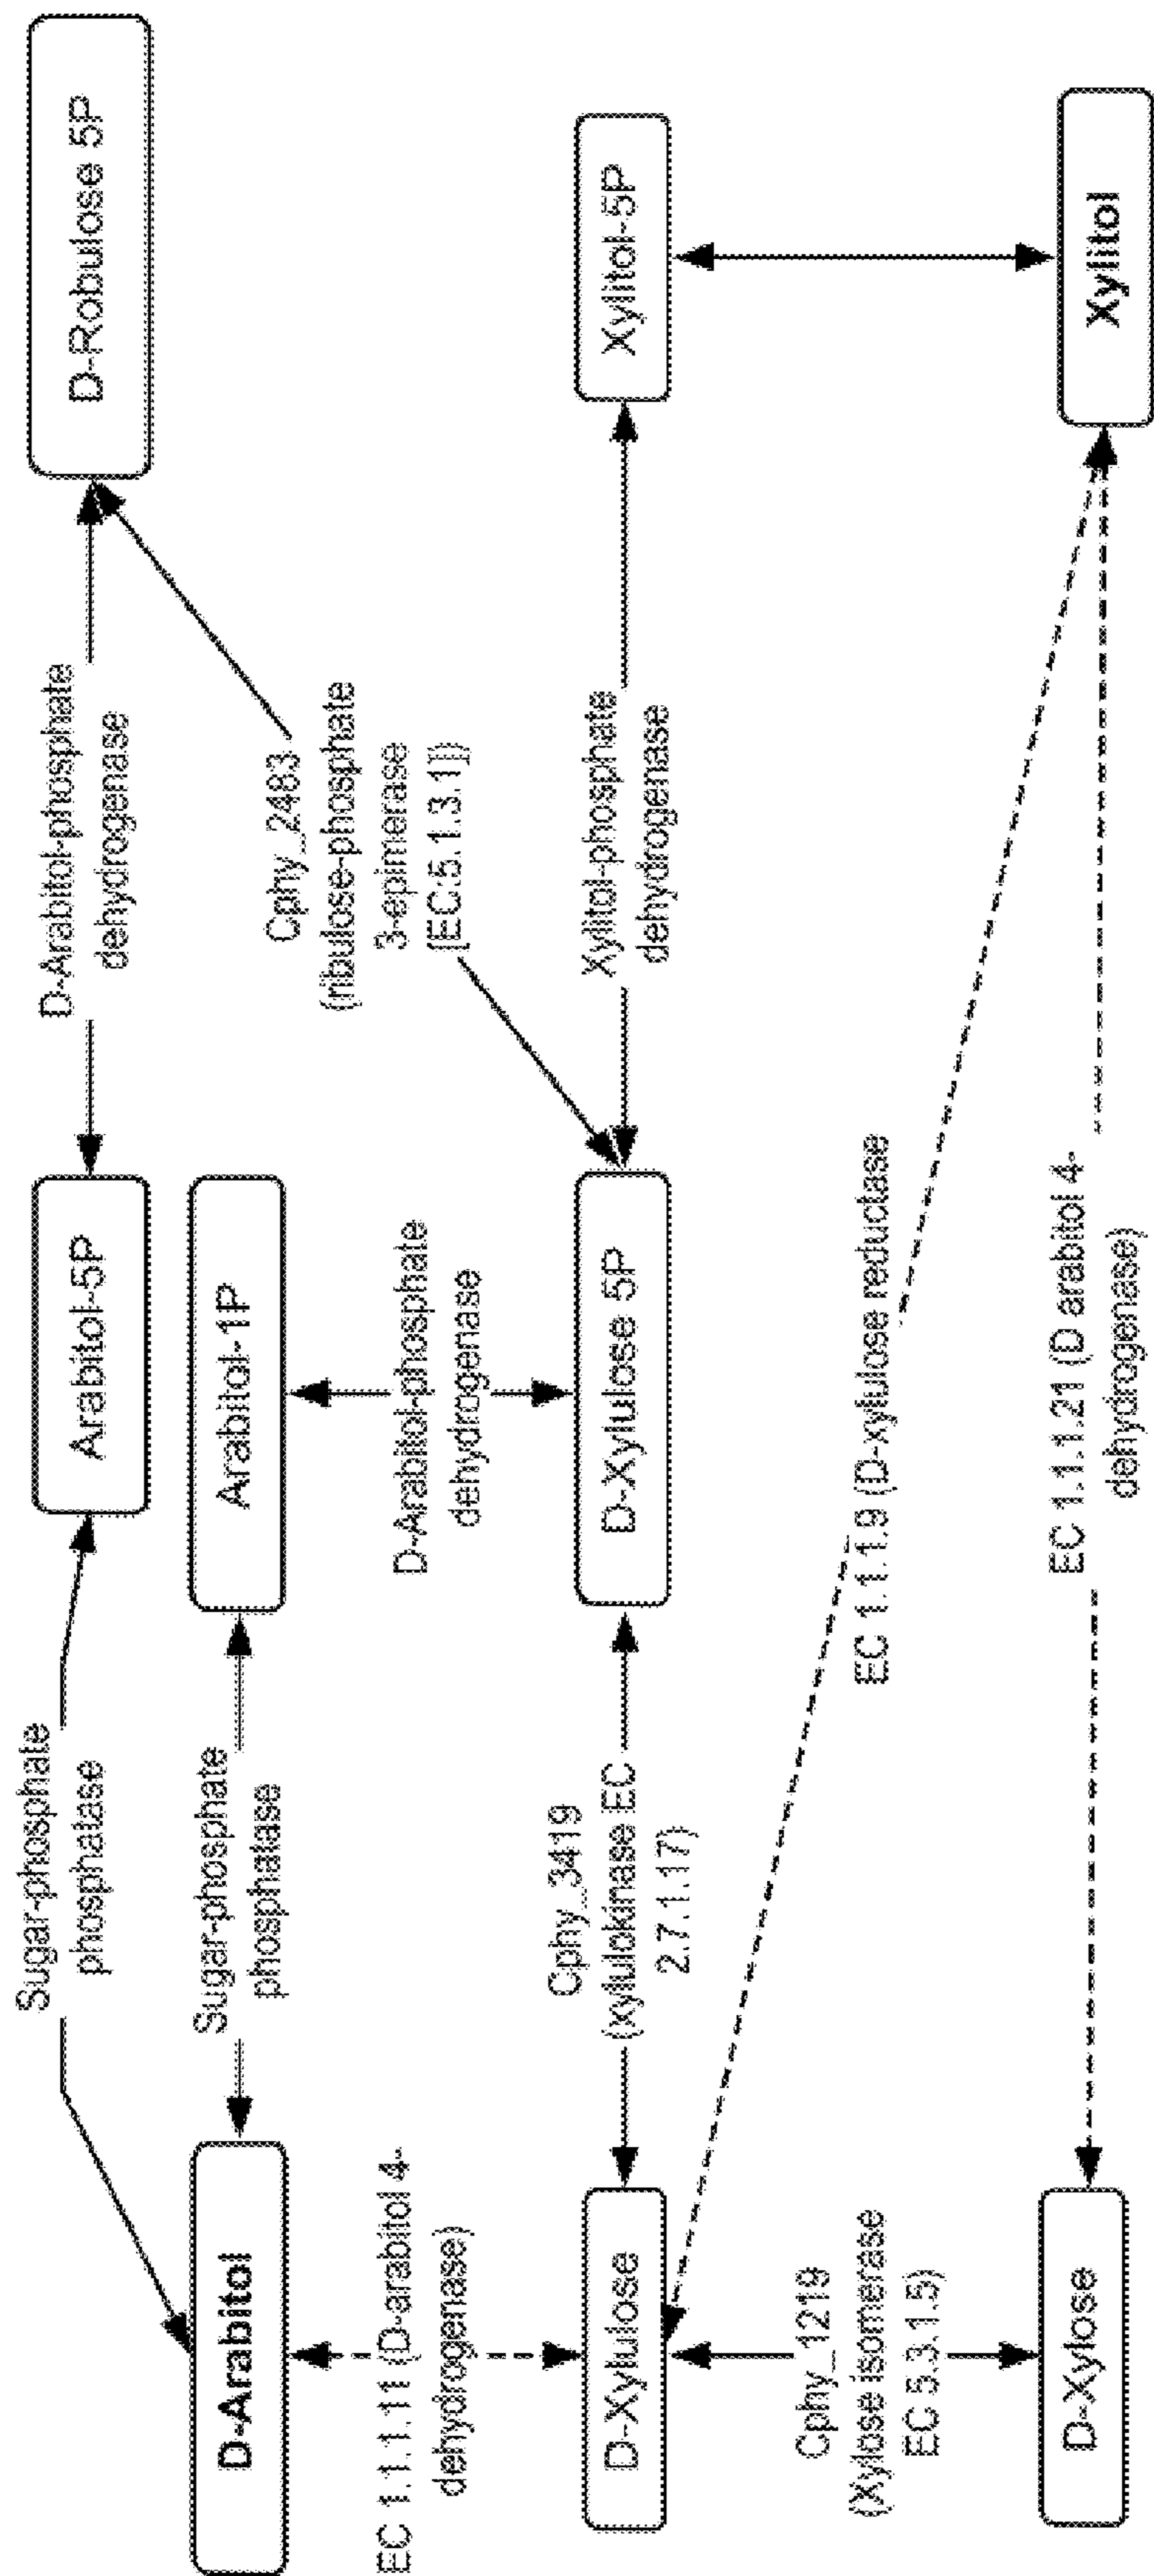 Sugar-phosphate
phosphatase
D-Arabitol-phosphate
dehydrogenase
Arabitol-5P
D-Robulose 5P
D-Arabitol
Sugar-phosphate
phosphatase
Arabitol-1P
Cphy_2483
(ribulose-phosphate
3-epimerase
[EC:5.1.3.1])
EC 1.1.1.11 (D-arabitol 4-
dehydrogenase)
D-Arabitol-phosphate
dehydrogenase
D-Xylulose
Cphy_3419
(xylulokinase EC
2.7.1.17)
D-Xylulose 5P
Xylitol-phosphate
dehydrogenase
Xylitol-5P
Cphy_1219
(Xylose isomerase
EC 5.3.1.5)
EC 1.1.1.9 (D-xylulose reductase
D-Xylose
EC 1.1.1.21 (D arabitol 4-
dehydrogenase)
Xylitol